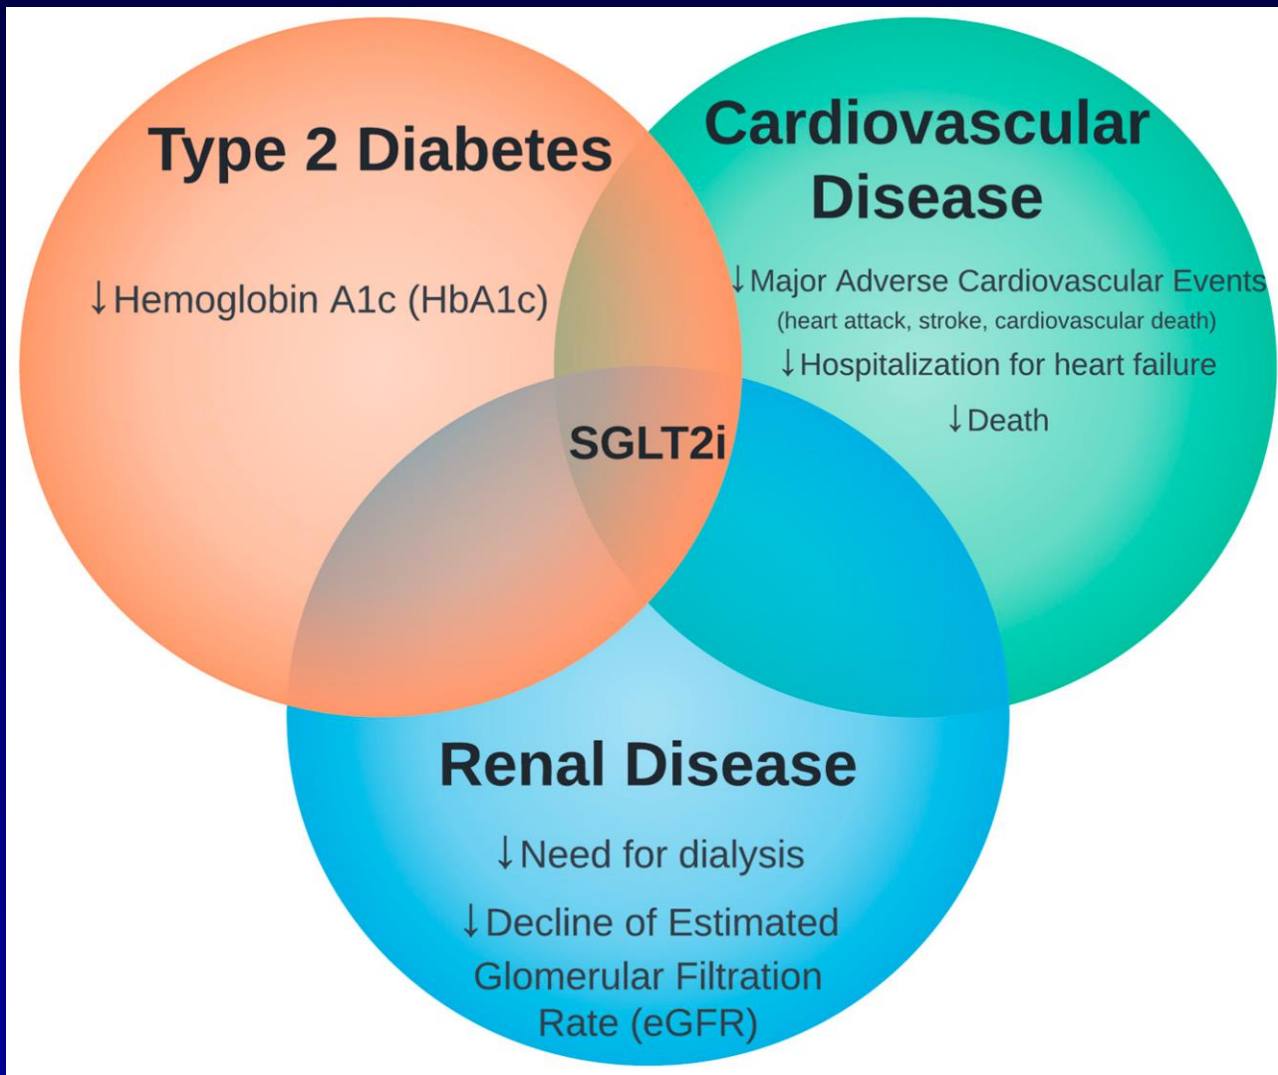 Type 2 Diabetes
↓Hemoglobin A1c (HbA1c)
Cardiovascular
Disease
↓Major Adverse Cardiovascular Events
(heart attack, stroke, cardiovascular death)
↓Hospitalization for heart failure
↓Death
SGLT2i
Renal Disease
↓Need for dialysis
↓Decline of Estimated
Glomerular Filtration
Rate (eGFR)